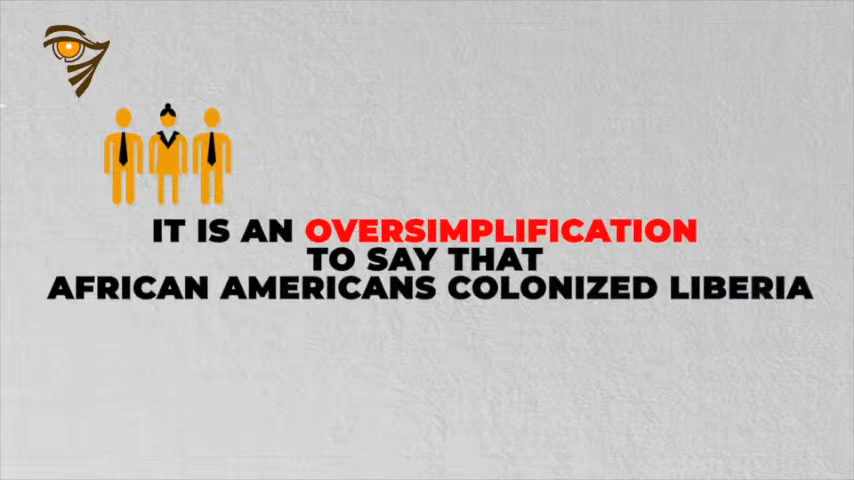 IT IS AN OVERSIMPLIFICATION
TO SAY THAT
AFRICAN AMERICANS COLONIZED LIBERIA